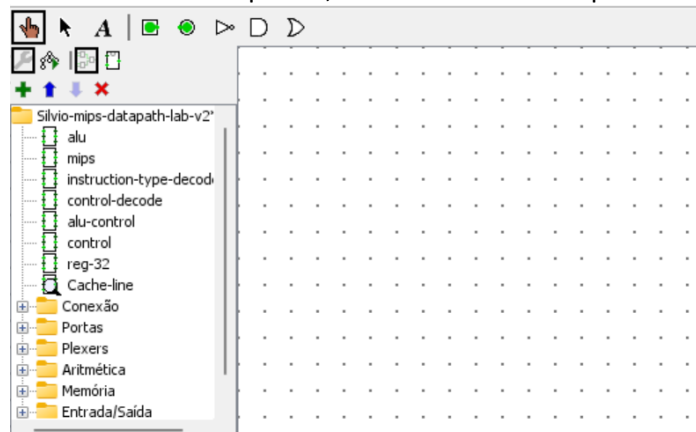 A
Silvio-mips-datapath-lab-v2*
alu
mips
instruction-type-decod
control-decode
alu-control
control
reg-32
Cache-line
Conexão
Portas
Plexers
Aritmética
Memória
Entrada/Saída